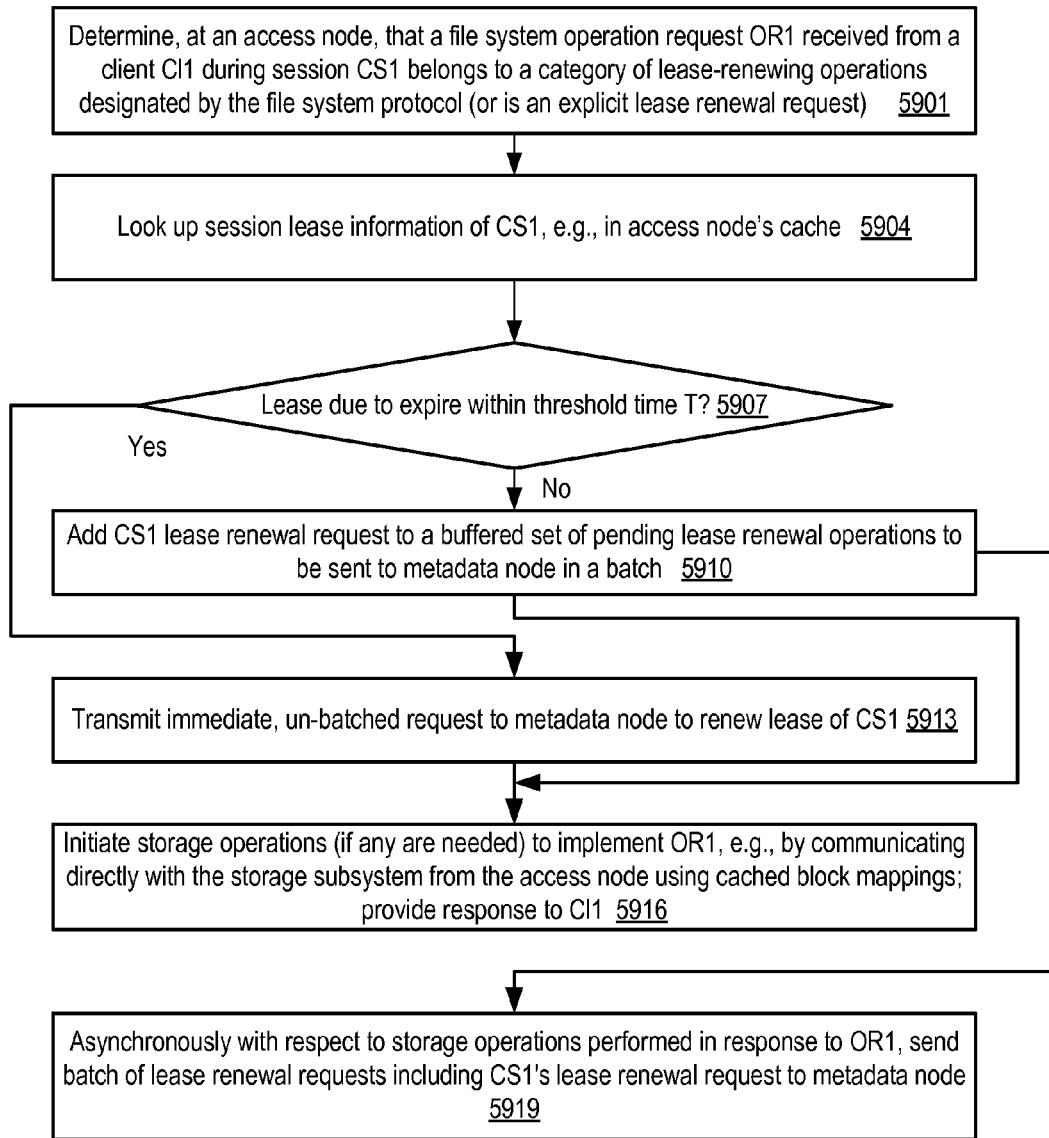 Determine, at an access node, that a file system operation request OR1 received from a
client Cl1 during session CS1 belongs to a category of lease-renewing operations
designated by the file system protocol (or is an explicit lease renewal request) 5901
Look up session lease information of CS1, e.g., in access node's cache 5904
Lease due to expire within threshold time T? 5907
Yes
No
Add CS1 lease renewal request to a buffered set of pending lease renewal operations to
be sent to metadata node in a batch 5910
Transmit immediate, un-batched request to metadata node to renew lease of CS1 5913
Initiate storage operations (if any are needed) to implement OR1, e.g., by communicating
directly with the storage subsystem from the access node using cached block mappings;
provide response to Cl1 5916
Asynchronously with respect to storage operations performed in response to OR1, send
batch of lease renewal requests including CS1's lease renewal request to metadata node
5919